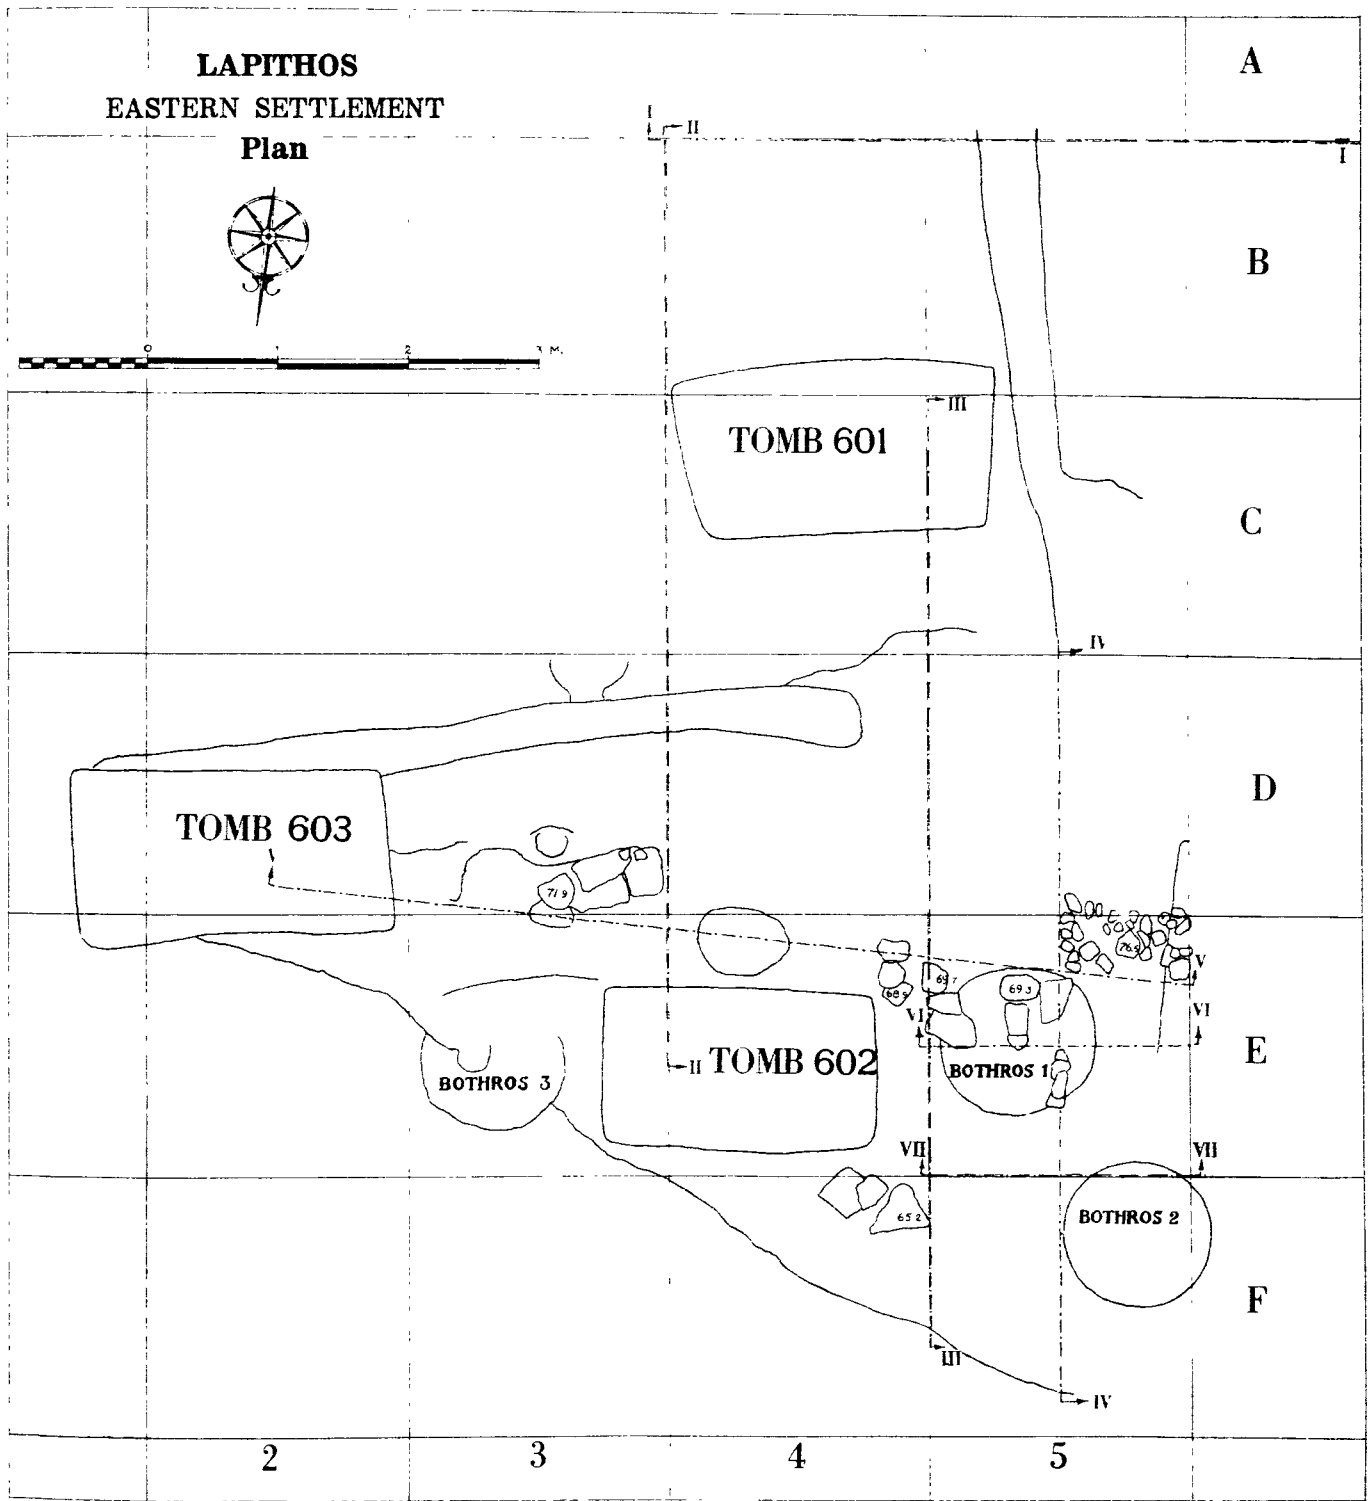 LAPITHOS
EASTERN SETTLEMENT
Plan
A
I
II
I
B
0 1 2 3 M.
III
TOMB 601
C
IV
D
TOMB 603
V
71.9
76.5
V
69.7
69.3
68.9
VI
VI
E
II
TOMB 602
BOTHROS 1
BOTHROS 3
VII
VII
65.2
BOTHROS 2
F
III
IV
2 3 4 5